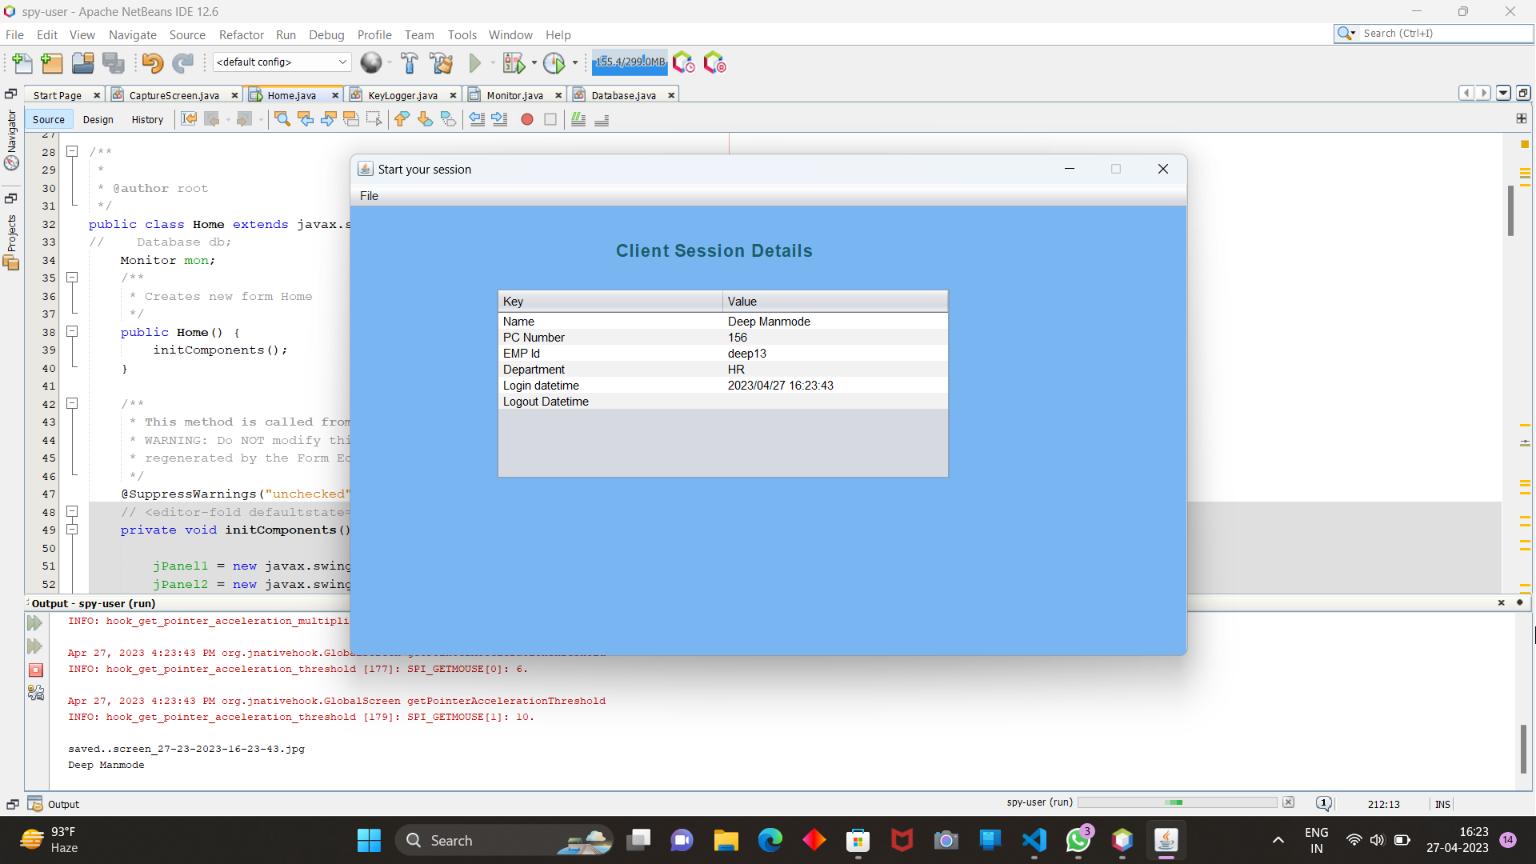 spy-user - Apache NetBeans IDE 12.6
File Edit View Navigate Source Refactor Run Debug Profile Team Tools Window Help
Search (Ctrl+I)
<default config>
155.4/299.0MB
Start Page CaptureScreen.java Home.java KeyLogger.java Monitor.java Database.java
Source Design History
Navigator
Projects
27
28 /**
29 *
30 * @author root
31 */
32 public class Home extends javax.s
33 // Database db;
34 Monitor mon;
35 /**
36 * Creates new form Home
37 */
38 public Home() {
39 initComponents();
40 }
41
42 /**
43 * This method is called from
44 * WARNING: Do NOT modify thi
45 * regenerated by the Form Ed
46 */
47 @SuppressWarnings("unchecked"
48 // <editor-fold defaultstate=
49 private void initComponents()
50
51 jPanel1 = new javax.swing
52 jPanel2 = new javax.swing
Start your session
File
Client Session Details
Key Value
Name Deep Manmode
PC Number 156
EMP Id deep13
Department HR
Login datetime 2023/04/27 16:23:43
Logout Datetime
Output - spy-user (run)
INFO: hook_get_pointer_acceleration_multipli
Apr 27, 2023 4:23:43 PM org.jnativehook.GlobalScreen getPointerAccelerationThreshold
INFO: hook_get_pointer_acceleration_threshold [177]: SPI_GETMOUSE[0]: 6.
Apr 27, 2023 4:23:43 PM org.jnativehook.GlobalScreen getPointerAccelerationThreshold
INFO: hook_get_pointer_acceleration_threshold [179]: SPI_GETMOUSE[1]: 10.
saved..screen_27-23-2023-16-23-43.jpg
Deep Manmode
Output
spy-user (run)
1
212:13
INS
93°F
Haze
Search
3
ENG
IN
16:23
27-04-2023
14